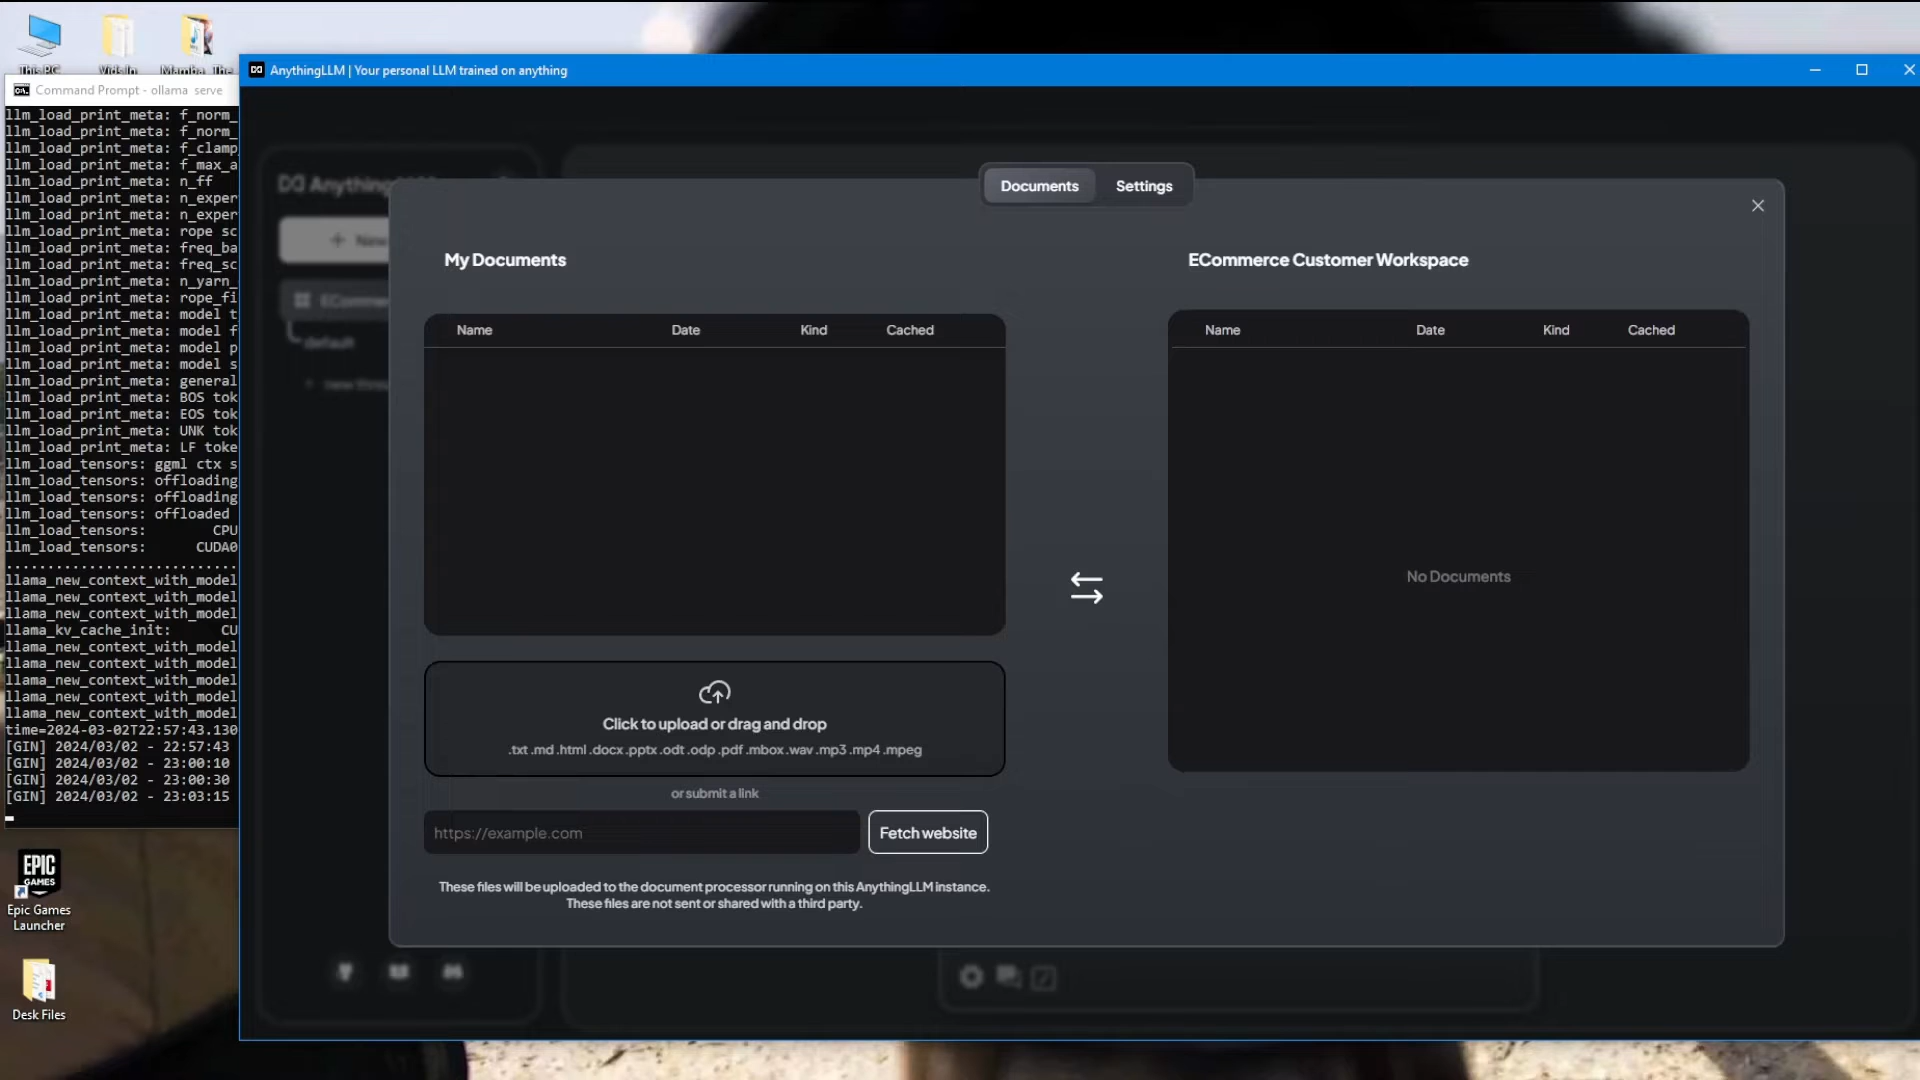 This PC
Vids In
Mamba_The
Command Prompt - ollama  serve
llm_load_print_meta: f_norm_
llm_load_print_meta: f_norm_
llm_load_print_meta: f_clamp_
llm_load_print_meta: f_max_a
llm_load_print_meta: n_ff
llm_load_print_meta: n_exper
llm_load_print_meta: n_exper
llm_load_print_meta: rope sc
llm_load_print_meta: freq_ba
llm_load_print_meta: freq_sc
llm_load_print_meta: n_yarn_
llm_load_print_meta: rope_fi
llm_load_print_meta: model t
llm_load_print_meta: model f
llm_load_print_meta: model p
llm_load_print_meta: model s
llm_load_print_meta: general
llm_load_print_meta: BOS tok
llm_load_print_meta: EOS tok
llm_load_print_meta: UNK tok
llm_load_print_meta: LF toke
llm_load_tensors: ggml ctx s
llm_load_tensors: offloading
llm_load_tensors: offloading
llm_load_tensors: offloaded
llm_load_tensors:        CPU
llm_load_tensors:      CUDA0
............................
llama_new_context_with_model
llama_new_context_with_model
llama_new_context_with_model
llama_kv_cache_init:      CU
llama_new_context_with_model
llama_new_context_with_model
llama_new_context_with_model
llama_new_context_with_model
llama_new_context_with_model
time=2024-03-02T22:57:43.130
[GIN] 2024/03/02 - 22:57:43
[GIN] 2024/03/02 - 23:00:10
[GIN] 2024/03/02 - 23:00:30
[GIN] 2024/03/02 - 23:03:15
EPIC
GAMES
Epic Games
Launcher
Desk Files
AnythingLLM | Your personal LLM trained on anything
Anything
+ New
ECommer
default
+ new threa
Documents
Settings
My Documents
Name
Date
Kind
Cached
Click to upload or drag and drop
.txt .md .html .docx .pptx .odt .odp .pdf .mbox .wav .mp3 .mp4 .mpeg
or submit a link
https://example.com
Fetch website
These files will be uploaded to the document processor running on this AnythingLLM instance.
These files are not sent or shared with a third party.
ECommerce Customer Workspace
Name
Date
Kind
Cached
No Documents